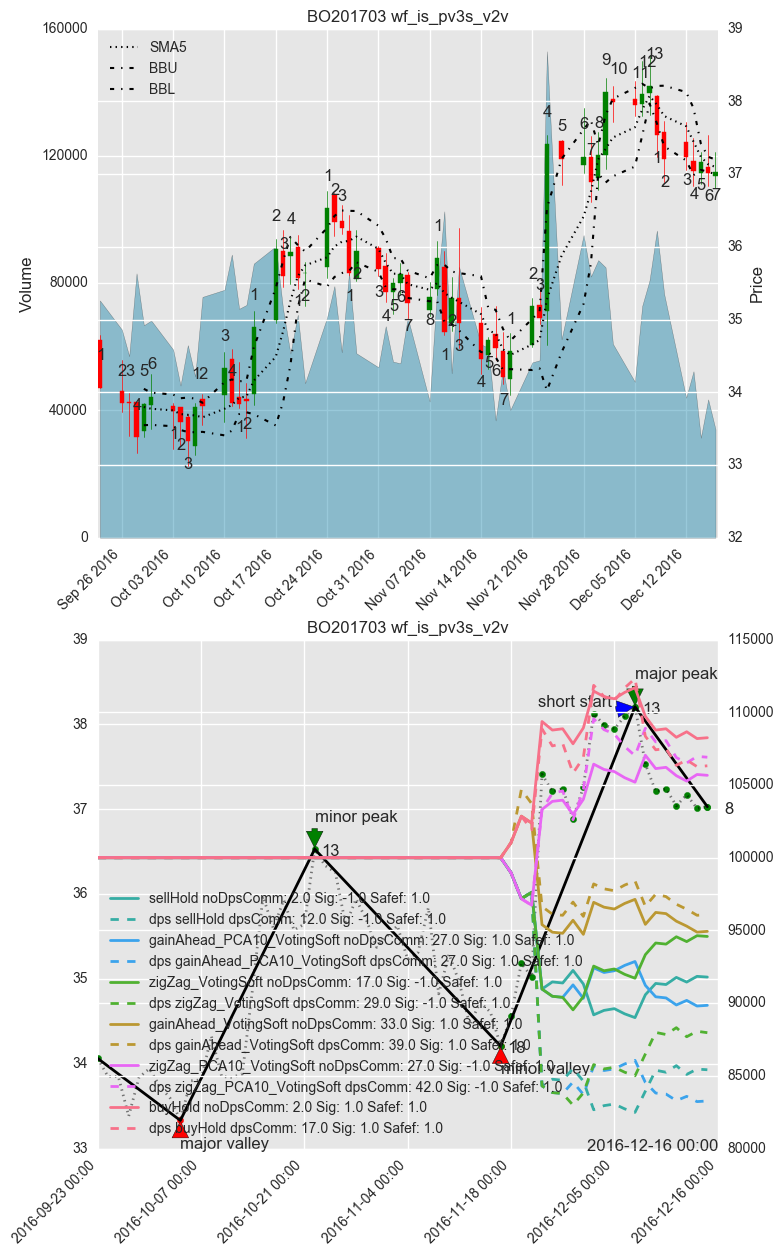 BO201703 wf_is_pv3s_v2v
160000
120000
80000
40000
0
Volume
39
38
37
36
35
34
33
32
Price
SMA5
BBU
BBL
Sep 26 2016
Oct 03 2016
Oct 10 2016
Oct 17 2016
Oct 24 2016
Oct 31 2016
Nov 07 2016
Nov 14 2016
Nov 21 2016
Nov 28 2016
Dec 05 2016
Dec 12 2016
BO201703 wf_is_pv3s_v2v
39
38
37
36
35
34
33
115000
110000
105000
100000
95000
90000
85000
80000
major peak
short start
13
minor peak
13
8
sellHold noDpsComm: 2.0 Sig: -1.0 Safef: 1.0
dps sellHold dpsComm: 12.0 Sig: -1.0 Safef: 1.0
gainAhead_PCA10_VotingSoft noDpsComm: 27.0 Sig: 1.0 Safef: 1.0
dps gainAhead_PCA10_VotingSoft dpsComm: 27.0 Sig: 1.0 Safef: 1.0
zigZag_VotingSoft noDpsComm: 17.0 Sig: -1.0 Safef: 1.0
dps zigZag_VotingSoft dpsComm: 29.0 Sig: -1.0 Safef: 1.0
gainAhead_VotingSoft noDpsComm: 33.0 Sig: 1.0 Safef: 1.0
dps gainAhead_VotingSoft dpsComm: 39.0 Sig: 1.0 Safef: 1.0
18
zigZag_PCA10_VotingSoft noDpsComm: 27.0 Sig: -1.0 Safef: 1.0
minor valley
dps zigZag_PCA10_VotingSoft dpsComm: 42.0 Sig: -1.0 Safef: 1.0
buyHold noDpsComm: 2.0 Sig: 1.0 Safef: 1.0
dps buyHold dpsComm: 17.0 Sig: 1.0 Safef: 1.0
major valley
2016-12-16 00:00
2016-09-23 00:00
2016-10-07 00:00
2016-10-21 00:00
2016-11-04 00:00
2016-11-18 00:00
2016-12-05 00:00
2016-12-16 00:00